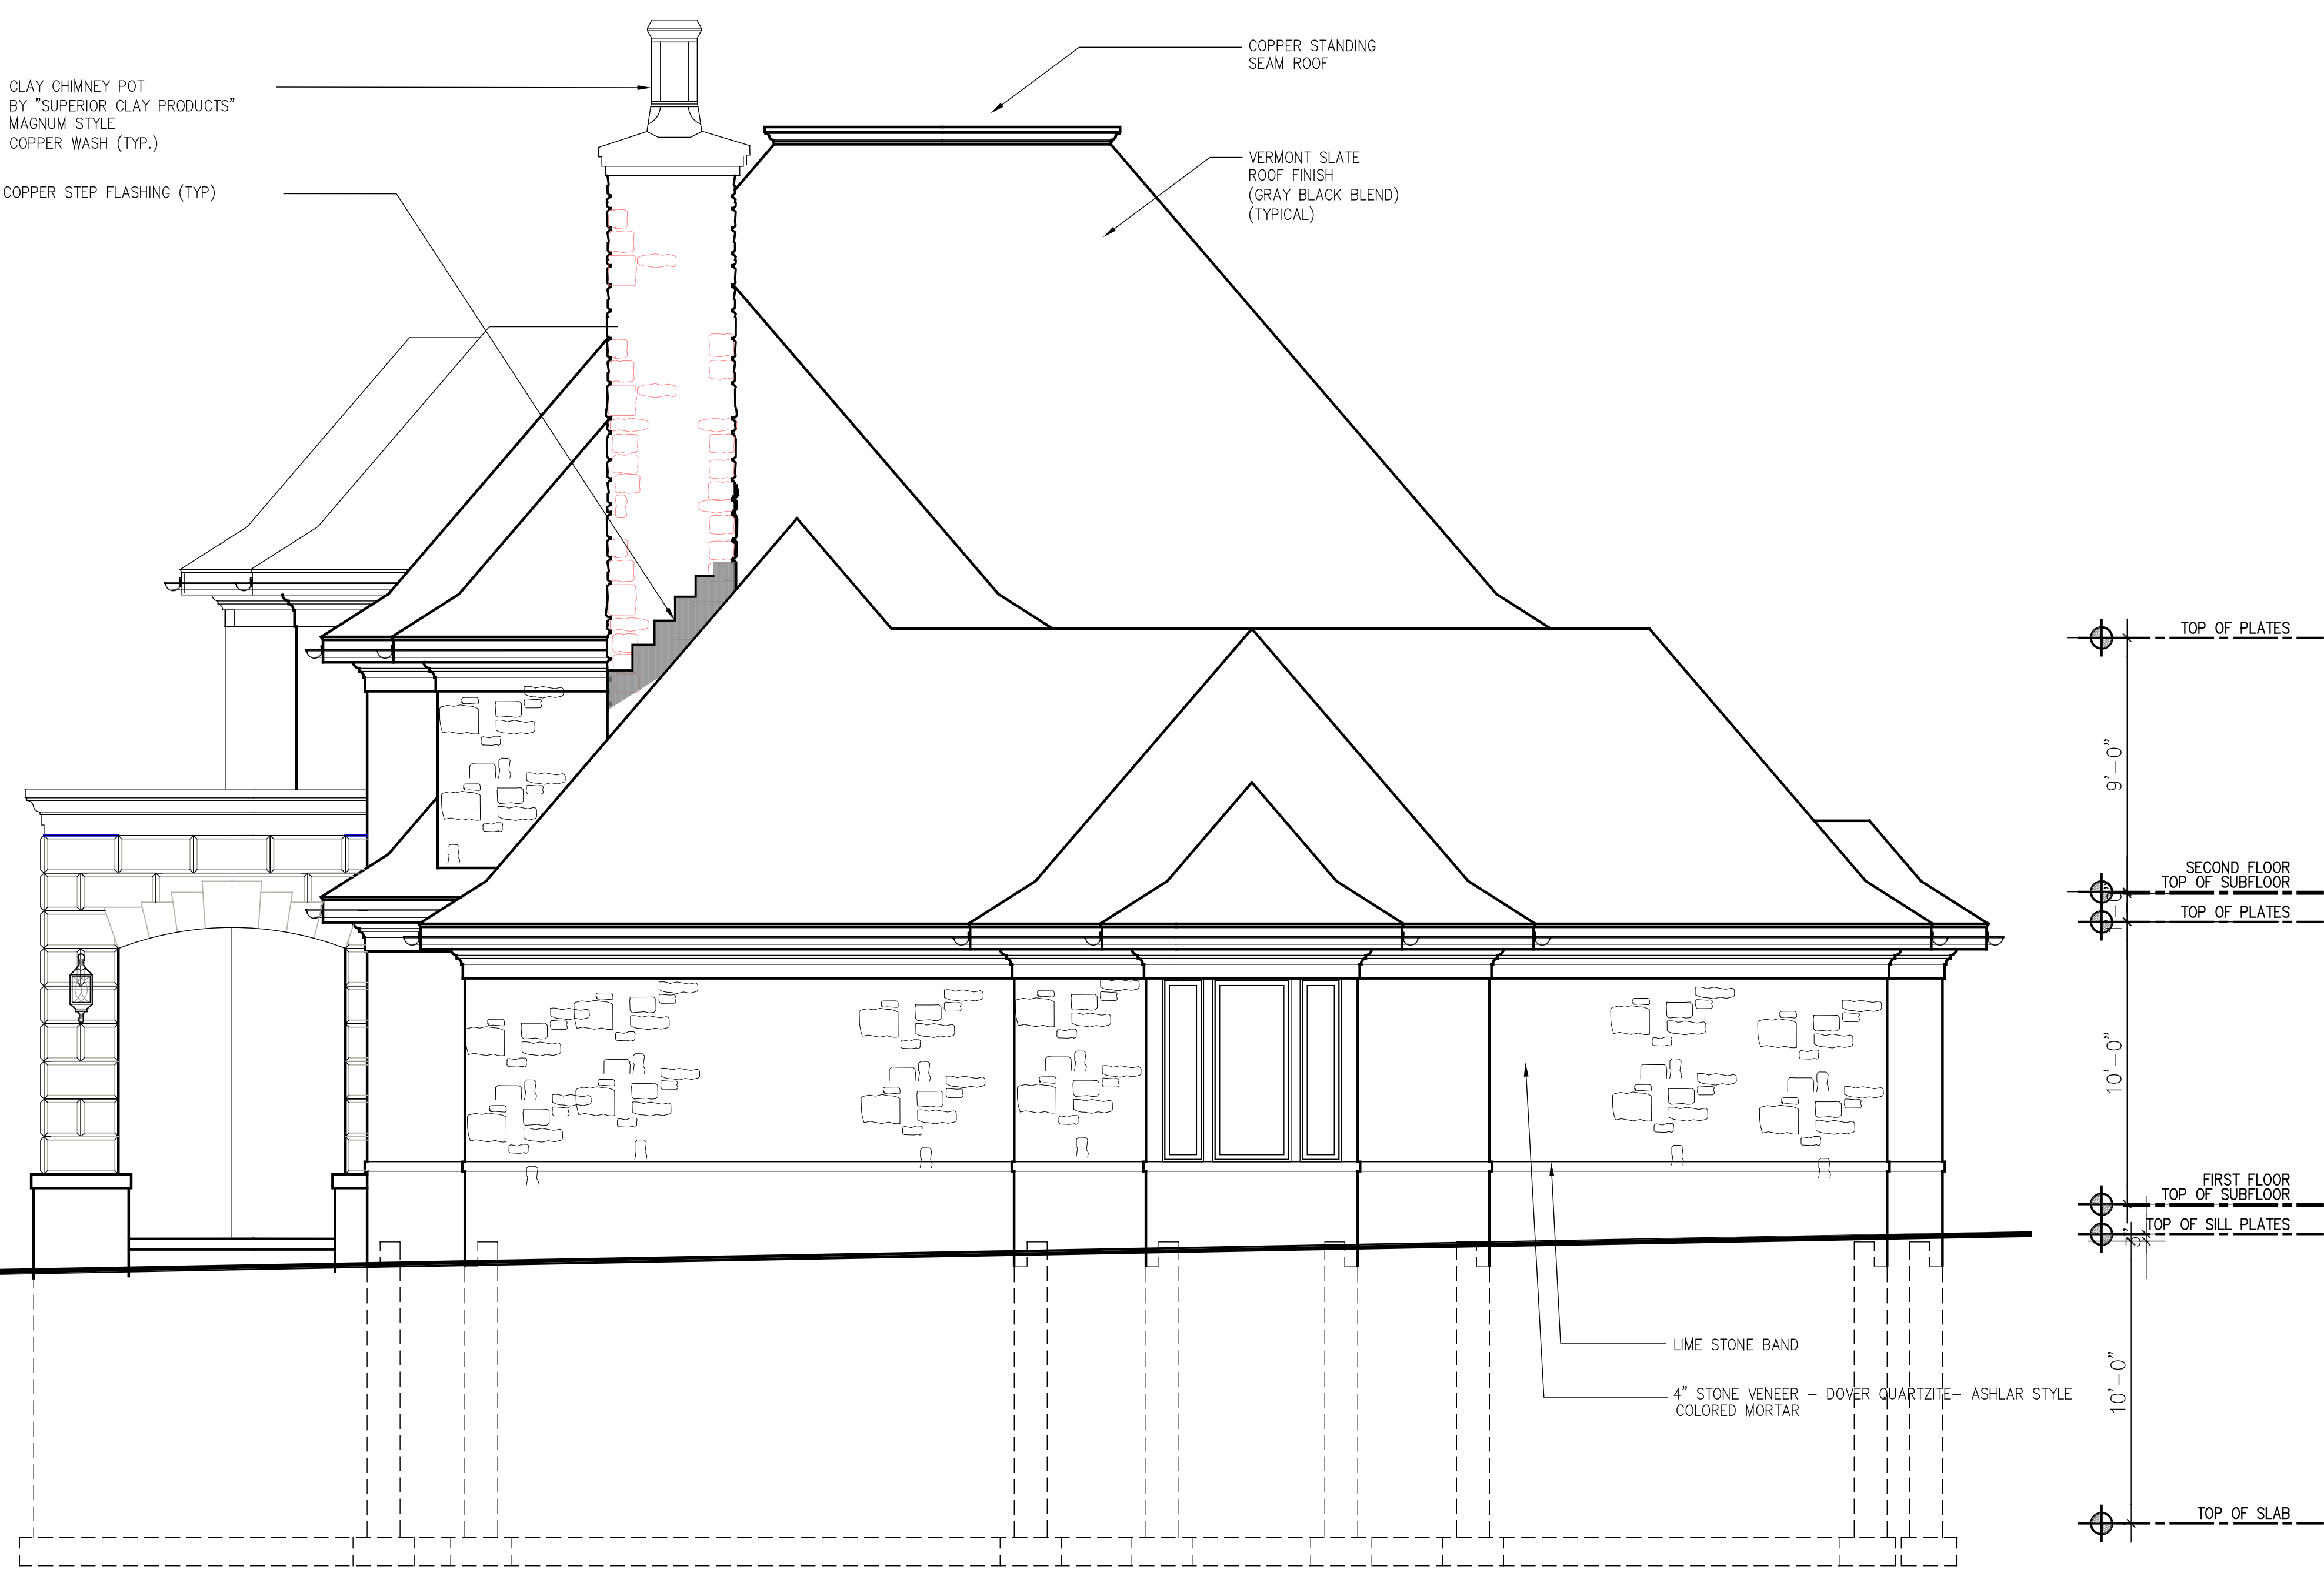 CLAY CHIMNEY POT
BY "SUPERIOR CLAY PRODUCTS"
MAGNUM STYLE
COPPER WASH (TYP.)
COPPER STEP FLASHING (TYP)
COPPER STANDING
SEAM ROOF
VERMONT SLATE
ROOF FINISH
(GRAY BLACK BLEND)
(TYPICAL)
TOP OF PLATES
9'-0"
SECOND FLOOR
TOP OF SUBFLOOR
TOP OF PLATES
10'-0"
FIRST FLOOR
TOP OF SUBFLOOR
TOP OF SILL PLATES
LIME STONE BAND
4" STONE VENEER - DOVER QUARTZITE- ASHLAR STYLE
COLORED MORTAR
10'-0"
TOP OF SLAB